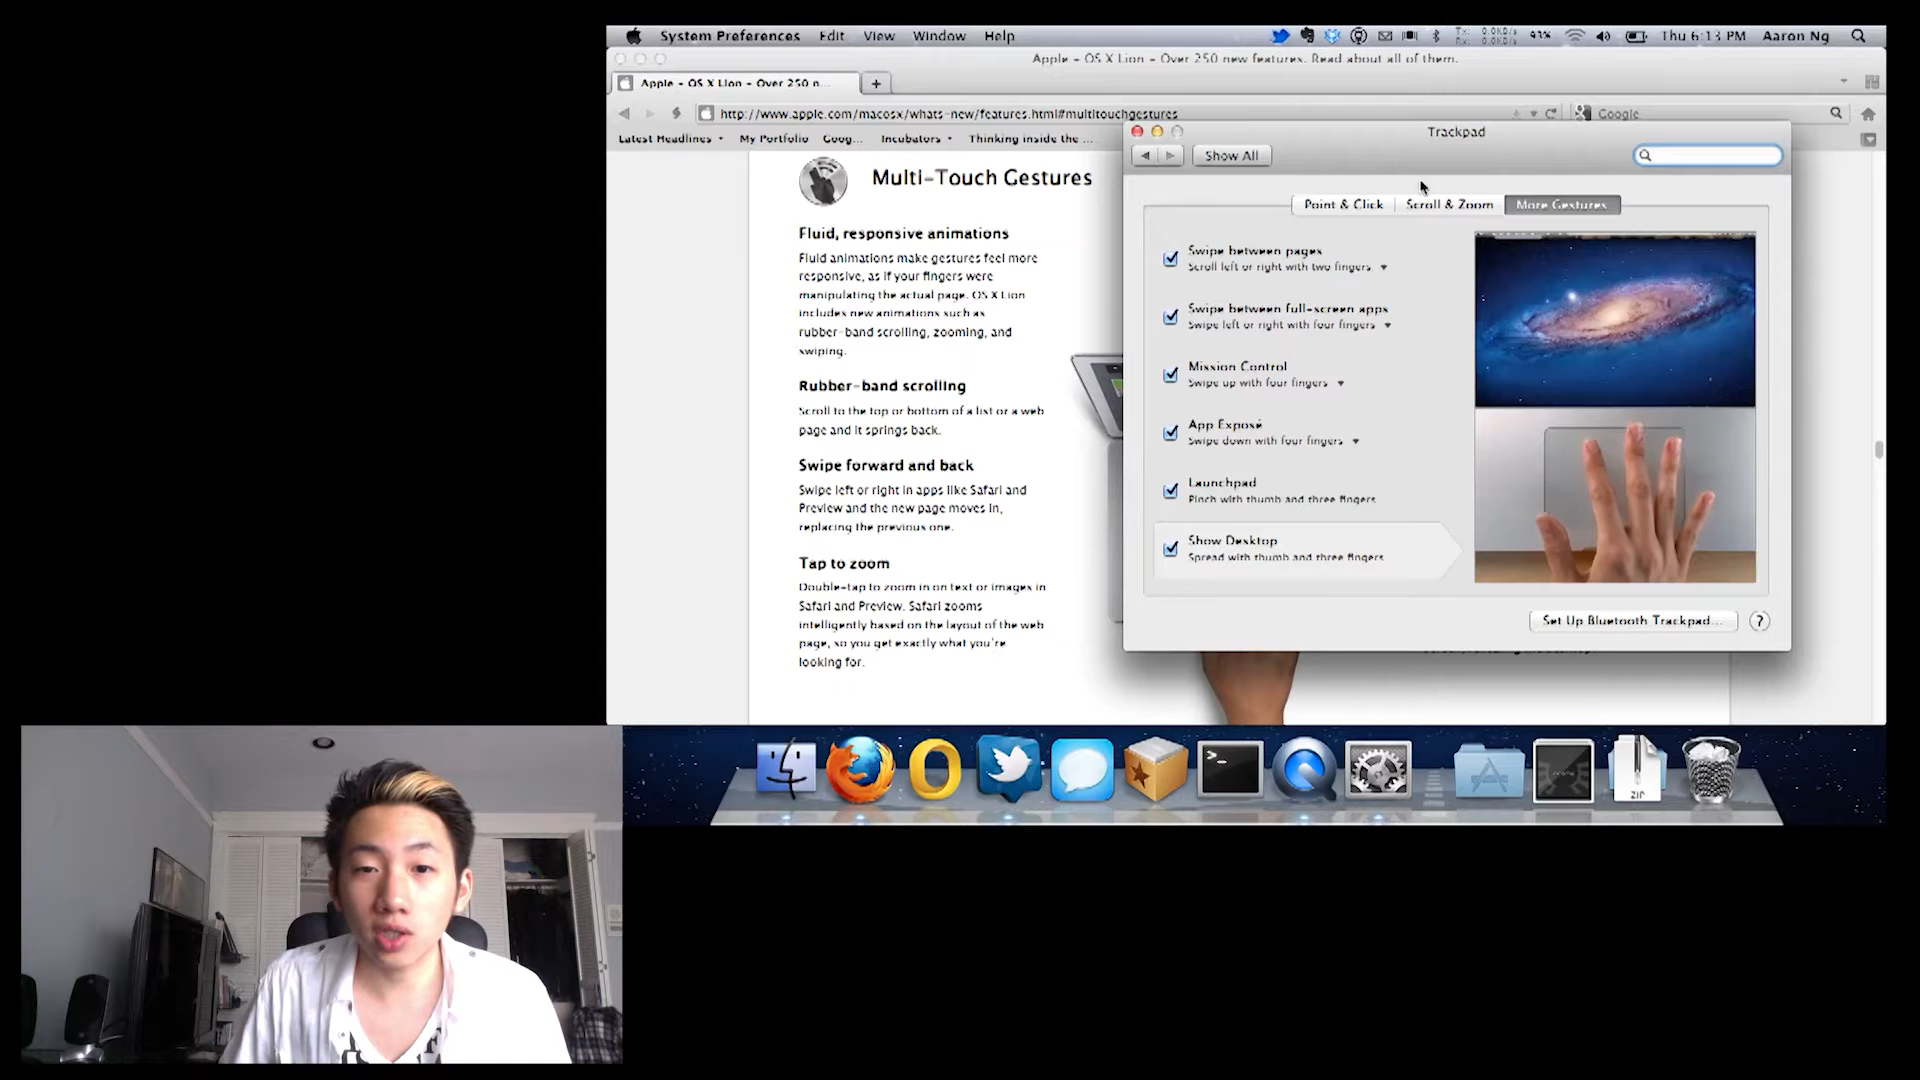 System Preferences Edit View Window Help
93% Thu 6:13 PM Aaron Ng
Apple - OS X Lion - Over 250 new features. Read about all of them.
Apple - OS X Lion - Over 250 n... +
http://www.apple.com/macosx/whats-new/features.html#multitouchgestures
Google
Latest Headlines My Portfolio Goog... Incubators Thinking inside the ...
Multi-Touch Gestures
Fluid, responsive animations
Fluid animations make gestures feel more
responsive, as if your fingers were
manipulating the actual page. OS X Lion
includes new animations such as
rubber-band scrolling, zooming, and
swiping.
Rubber-band scrolling
Scroll to the top or bottom of a list or a web
page and it springs back.
Swipe forward and back
Swipe left or right in apps like Safari and
Preview and the new page moves in,
replacing the previous one.
Tap to zoom
Double-tap to zoom in on text or images in
Safari and Preview. Safari zooms
intelligently based on the layout of the web
page, so you get exactly what you're
looking for.
Trackpad
Show All
Point & Click Scroll & Zoom More Gestures
Swipe between pages
Scroll left or right with two fingers
Swipe between full-screen apps
Swipe left or right with four fingers
Mission Control
Swipe up with four fingers
App Exposé
Swipe down with four fingers
Launchpad
Pinch with thumb and three fingers
Show Desktop
Spread with thumb and three fingers
Set Up Bluetooth Trackpad... ?
ZIP